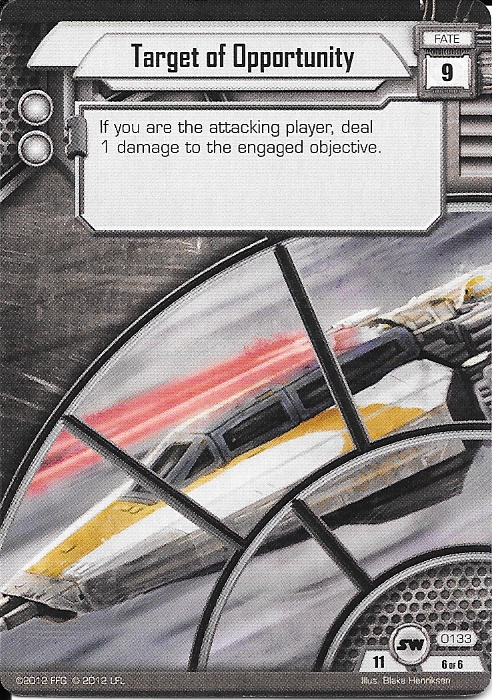 Target of Opportunity
FATE
9
If you are the attacking player, deal
1 damage to the engaged objective.
SW
0133
11
6 OF 6
©2012 FFG © 2012 LFL
Illus. Blake Henriksen